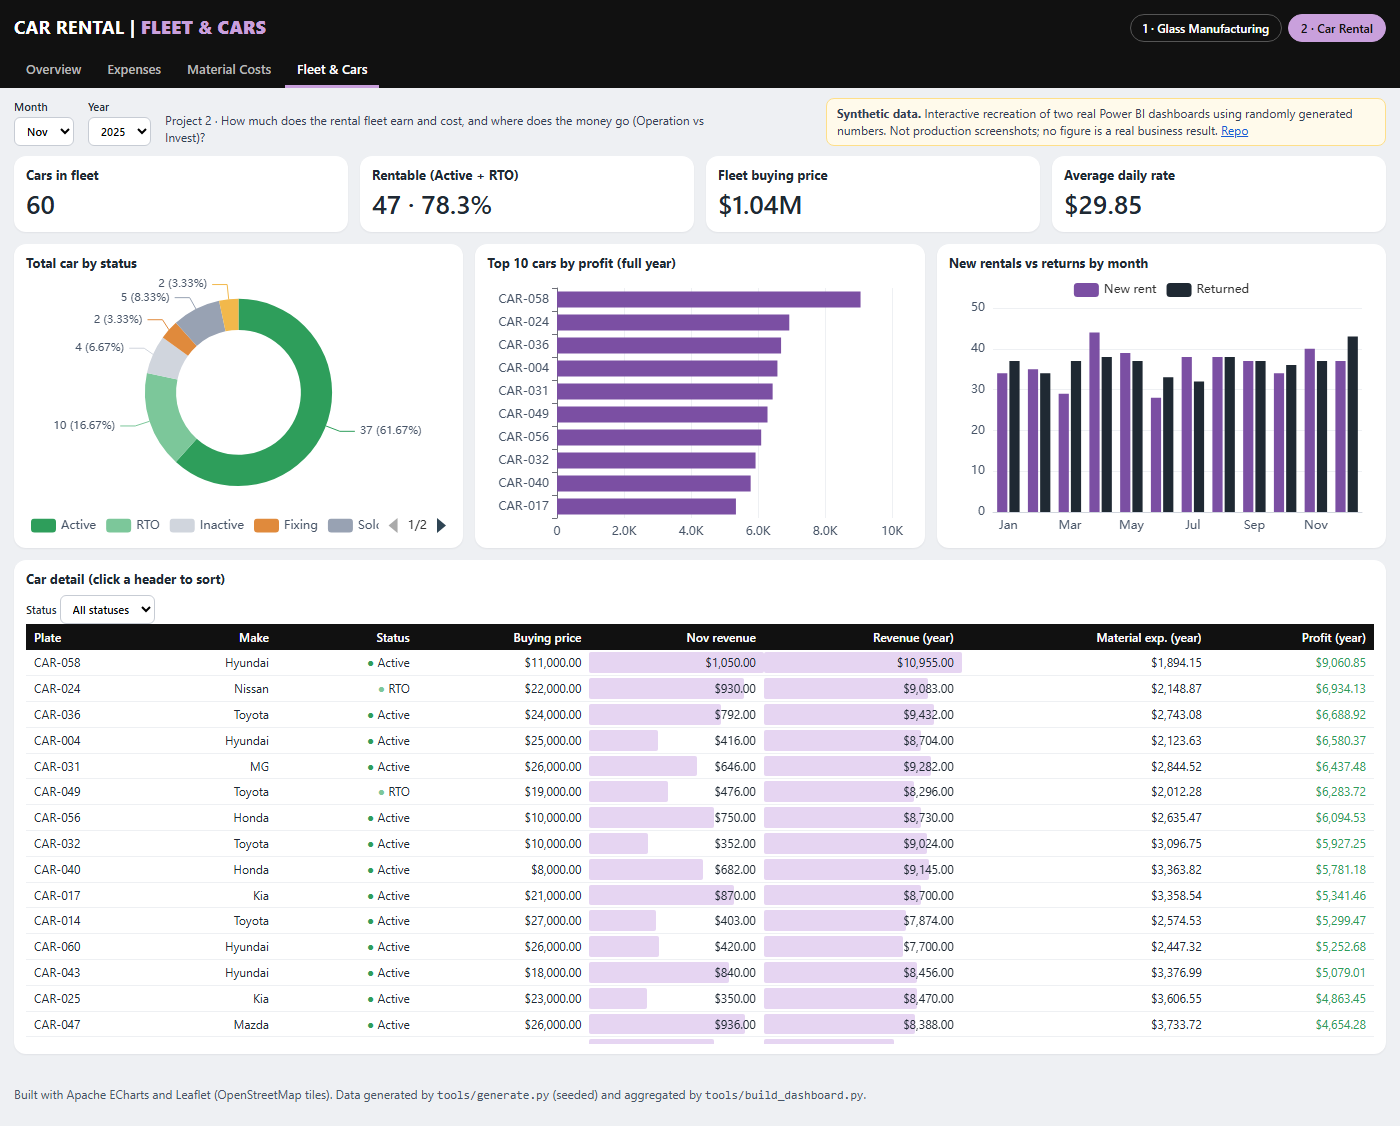 CAR RENTAL | FLEET & CARS
1 · Glass Manufacturing
2 · Car Rental
Overview
Expenses
Material Costs
Fleet & Cars
Month
Year
Nov
2025
Project 2 · How much does the rental fleet earn and cost, and where does the money go (Operation vs
Invest)?
Synthetic data. Interactive recreation of two real Power BI dashboards using randomly generated
numbers. Not production screenshots; no figure is a real business result. Repo
Cars in fleet
60
Rentable (Active + RTO)
47 · 78.3%
Fleet buying price
$1.04M
Average daily rate
$29.85
Total car by status
2 (3.33%)
5 (8.33%)
2 (3.33%)
4 (6.67%)
10 (16.67%)
37 (61.67%)
Active
RTO
Inactive
Fixing
Solc
1/2
Top 10 cars by profit (full year)
CAR-058
CAR-024
CAR-036
CAR-004
CAR-031
CAR-049
CAR-056
CAR-032
CAR-040
CAR-017
0 2.0K 4.0K 6.0K 8.0K 10K
New rentals vs returns by month
New rent
Returned
50
40
30
20
10
0
Jan Mar May Jul Sep Nov
Car detail (click a header to sort)
Status All statuses
Plate Make Status Buying price Nov revenue Revenue (year) Material exp. (year) Profit (year)
CAR-058 Hyundai Active $11,000.00 $1,050.00 $10,955.00 $1,894.15 $9,060.85
CAR-024 Nissan RTO $22,000.00 $930.00 $9,083.00 $2,148.87 $6,934.13
CAR-036 Toyota Active $24,000.00 $792.00 $9,432.00 $2,743.08 $6,688.92
CAR-004 Hyundai Active $25,000.00 $416.00 $8,704.00 $2,123.63 $6,580.37
CAR-031 MG Active $26,000.00 $646.00 $9,282.00 $2,844.52 $6,437.48
CAR-049 Toyota RTO $19,000.00 $476.00 $8,296.00 $2,012.28 $6,283.72
CAR-056 Honda Active $10,000.00 $750.00 $8,730.00 $2,635.47 $6,094.53
CAR-032 Toyota Active $10,000.00 $352.00 $9,024.00 $3,096.75 $5,927.25
CAR-040 Honda Active $8,000.00 $682.00 $9,145.00 $3,363.82 $5,781.18
CAR-017 Kia Active $21,000.00 $870.00 $8,700.00 $3,358.54 $5,341.46
CAR-014 Toyota Active $27,000.00 $403.00 $7,874.00 $2,574.53 $5,299.47
CAR-060 Hyundai Active $26,000.00 $420.00 $7,700.00 $2,447.32 $5,252.68
CAR-043 Hyundai Active $18,000.00 $840.00 $8,456.00 $3,376.99 $5,079.01
CAR-025 Kia Active $23,000.00 $350.00 $8,470.00 $3,606.55 $4,863.45
CAR-047 Mazda Active $26,000.00 $936.00 $8,388.00 $3,733.72 $4,654.28
Built with Apache ECharts and Leaflet (OpenStreetMap tiles). Data generated by tools/generate.py (seeded) and aggregated by tools/build_dashboard.py.